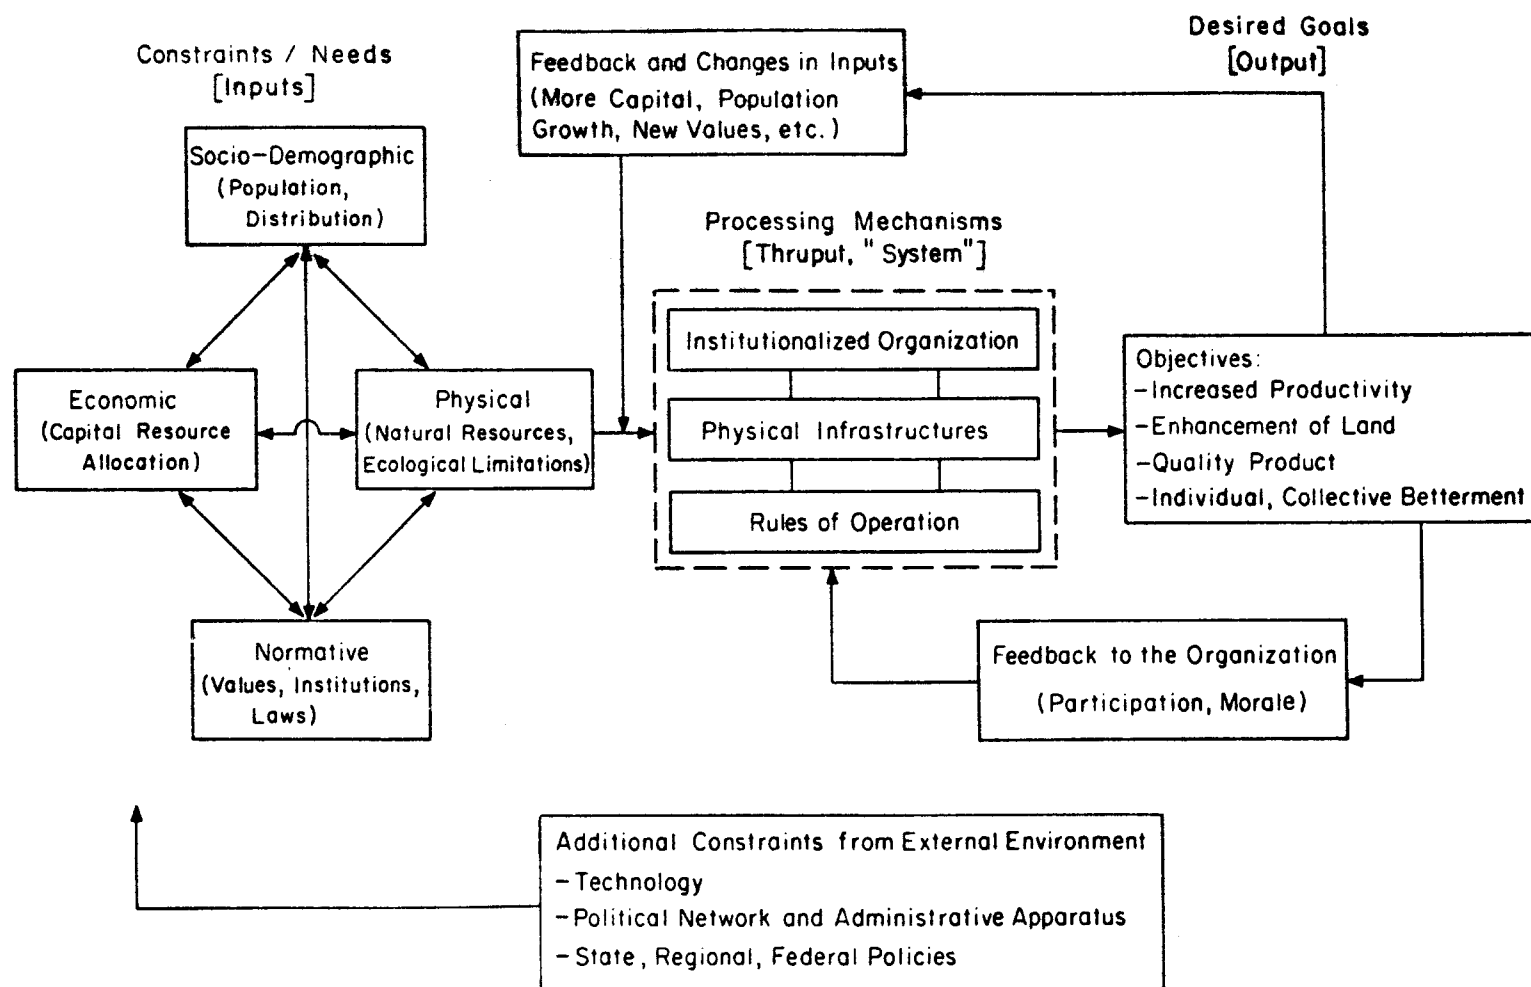 Constraints / Needs
[Inputs]
Socio-Demographic
(Population,
Distribution)
Economic
(Capital Resource
Allocation)
Physical
(Natural Resources,
Ecological Limitations)
Normative
(Values, Institutions,
Laws)
Feedback and Changes in Inputs
(More Capital, Population
Growth, New Values, etc.)
Processing Mechanisms
[Thruput, "System"]
Institutionalized Organization
Physical Infrastructures
Rules of Operation
Desired Goals
[Output]
Objectives:
-Increased Productivity
-Enhancement of Land
-Quality Product
-Individual, Collective Betterment
Feedback to the Organization
(Participation, Morale)
Additional Constraints from External Environment
-Technology
-Political Network and Administrative Apparatus
-State, Regional, Federal Policies